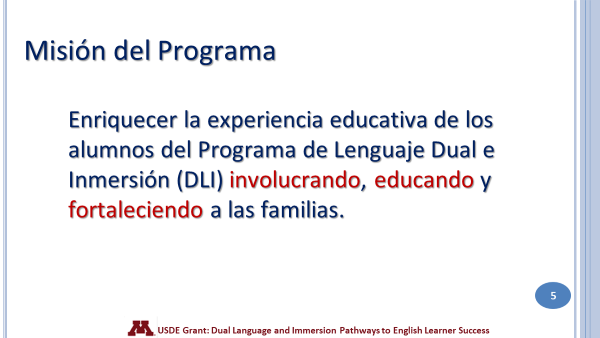 Misión del Programa
Enriquecer la experiencia educativa de los
alumnos del Programa de Lenguaje Dual e
Inmersión (DLI) involucrando, educando y
fortaleciendo a las familias.
5
M USDE Grant: Dual Language and Immersion Pathways to English Learner Success